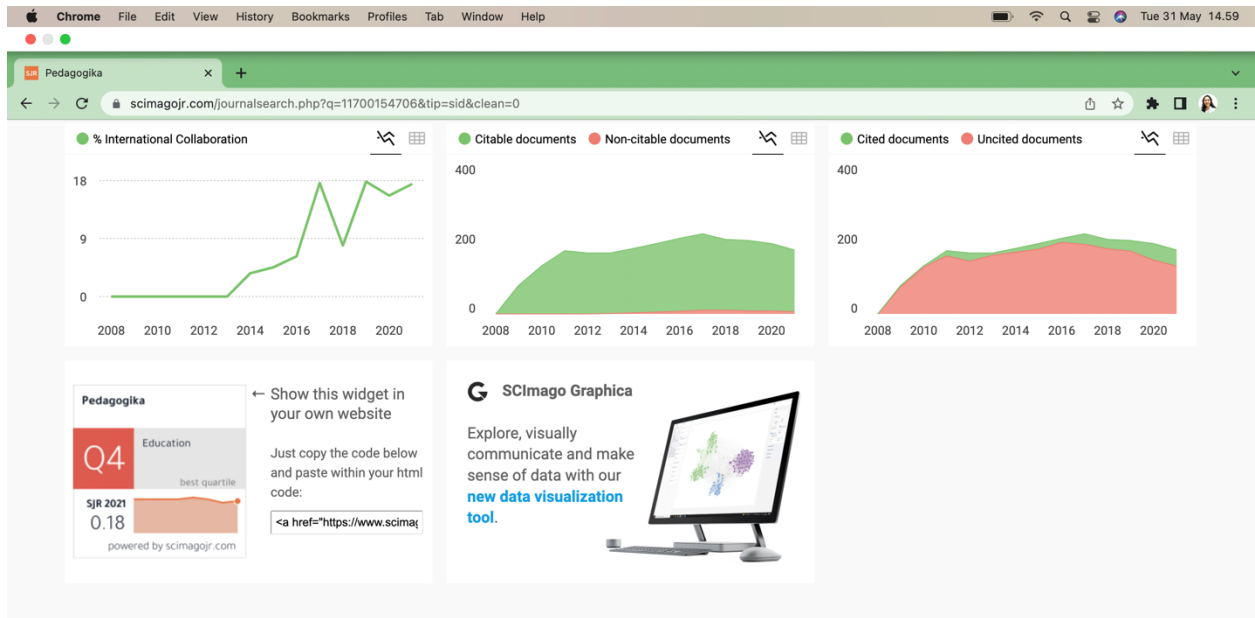 Chrome File Edit View History Bookmarks Profiles Tab Window Help Tue 31 May 14.59
SJR Pedagogika
scimagojr.com/journalsearch.php?q=11700154706&tip=sid&clean=0
% International Collaboration
18
9
0
2008 2010 2012 2014 2016 2018 2020
Citable documents Non-citable documents
400
200
0
2008 2010 2012 2014 2016 2018 2020
Cited documents Uncited documents
400
200
0
2008 2010 2012 2014 2016 2018 2020
Pedagogika
Q4
Education
best quartile
SJR 2021
0.18
powered by scimagojr.com
← Show this widget in
your own website
Just copy the code below
and paste within your html
code:
<a href="https://www.scimag
SCImago Graphica
Explore, visually
communicate and make
sense of data with our
new data visualization
tool.